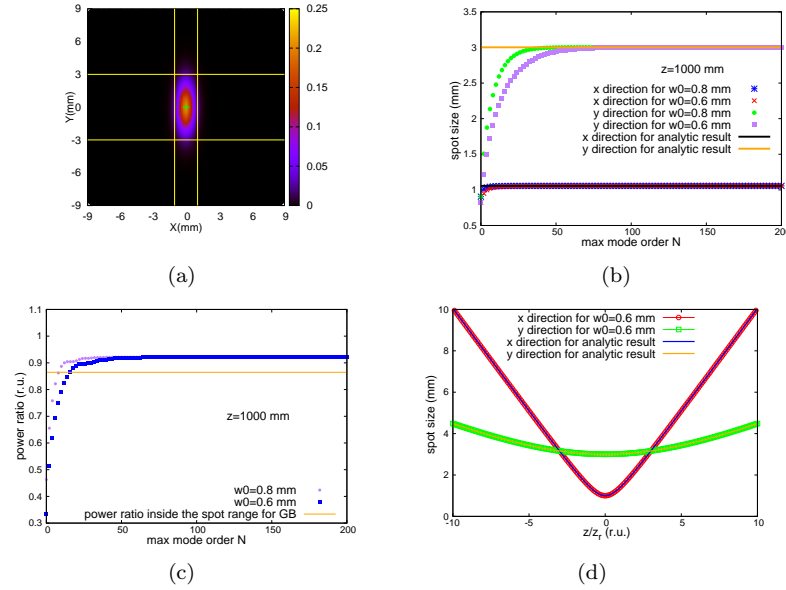 9
6
3
0
-3
-6
-9
Y(mm)
-9 -6 -3 0 3 6 9
X(mm)
0.25
0.2
0.15
0.1
0.05
0
(a)
3.5
3
2.5
2
1.5
1
0.5
spot size (mm)
z=1000 mm
x direction for w0=0.8 mm
x direction for w0=0.6 mm
y direction for w0=0.8 mm
y direction for w0=0.6 mm
x direction for analytic result
y direction for analytic result
0 50 100 150 200
max mode order N
(b)
1.1
1
0.9
0.8
0.7
0.6
0.5
0.4
0.3
power ratio (r.u.)
z=1000 mm
w0=0.8 mm
w0=0.6 mm
power ratio inside the spot range for GB
0 50 100 150 200
max mode order N
(c)
10
8
6
4
2
0
spot size (mm)
x direction for w0=0.6 mm
y direction for w0=0.6 mm
x direction for analytic result
y direction for analytic result
-10 -5 0 5 10
z/zr (r.u.)
(d)